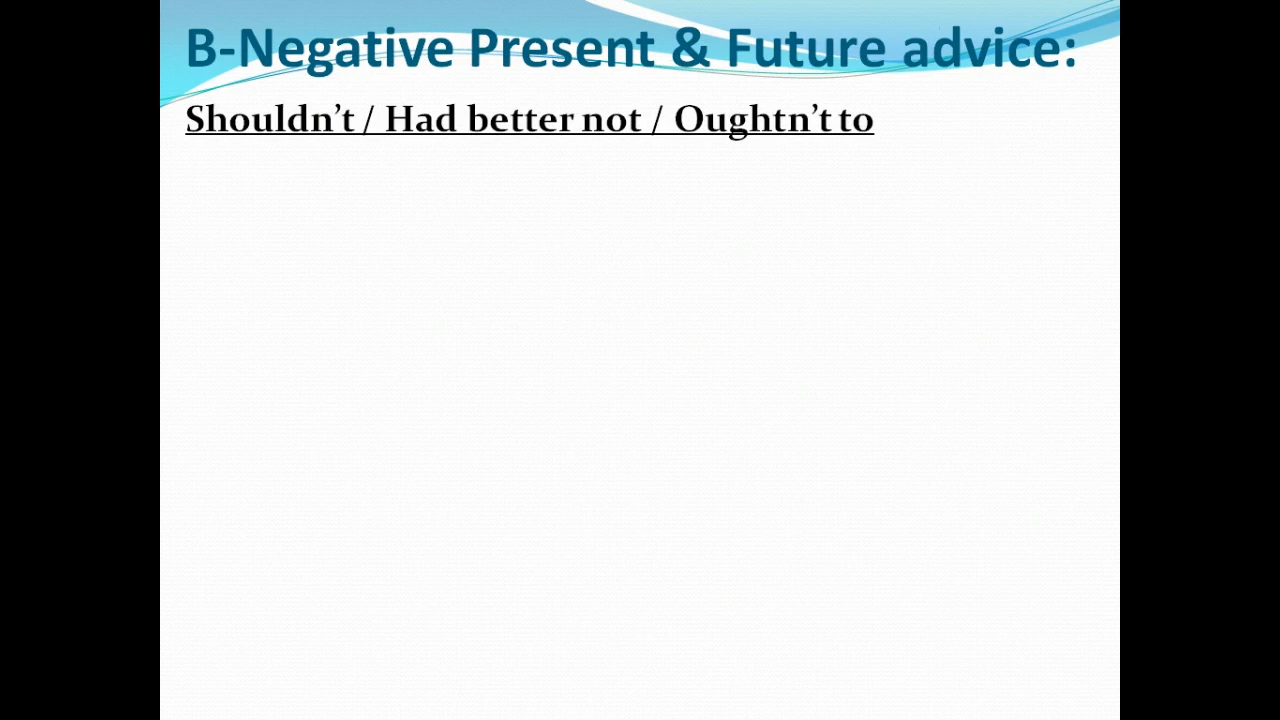 B-Negative Present & Future advice:
Shouldn’t / Had better not / Oughtn’t to